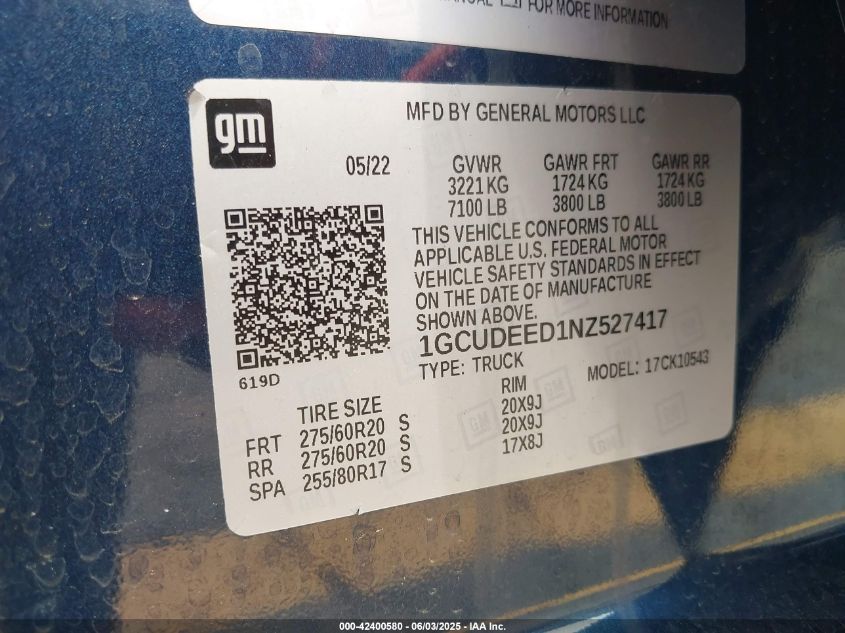 MANUAL FOR MORE INFORMATION
gm
MFD BY GENERAL MOTORS LLC
05/22
GVWR GAWR FRT GAWR RR
3221 KG 1724 KG 1724 KG
7100 LB 3800 LB 3800 LB
THIS VEHICLE CONFORMS TO ALL
APPLICABLE U.S. FEDERAL MOTOR
VEHICLE SAFETY STANDARDS IN EFFECT
ON THE DATE OF MANUFACTURE
SHOWN ABOVE.
1GCUDEED1NZ527417
TYPE: TRUCK MODEL: 17CK10543
619D
TIRE SIZE RIM
FRT 275/60R20 S 20X9J
RR 275/60R20 S 20X9J
SPA 255/80R17 S 17X8J
000-42400580 - 06/03/2025 - IAA Inc.